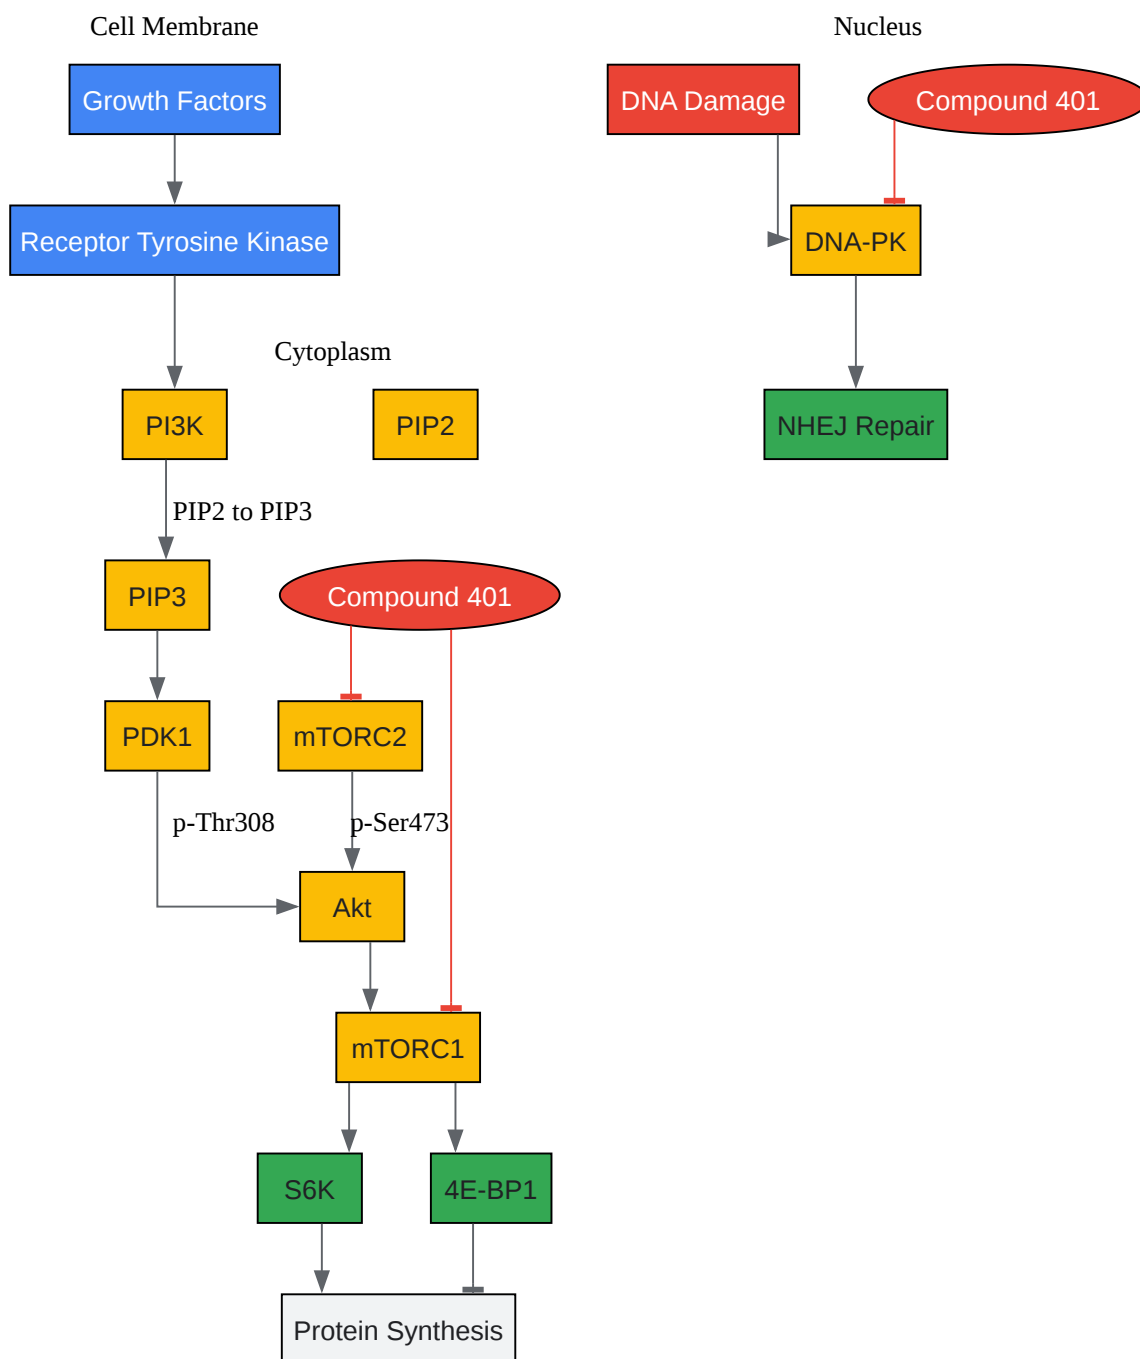 Cell Membrane
Nucleus
Growth Factors
DNA Damage
Compound 401
Receptor Tyrosine Kinase
DNA-PK
Cytoplasm
PI3K
PIP2
NHEJ Repair
PIP2 to PIP3
PIP3
Compound 401
PDK1
mTORC2
p-Thr308
p-Ser473
Akt
mTORC1
S6K
4E-BP1
Protein Synthesis